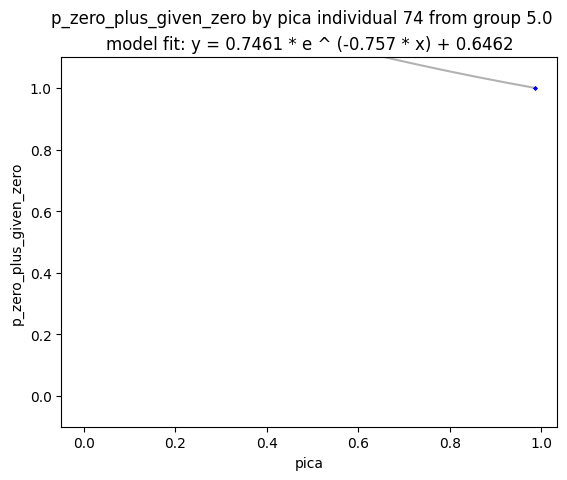 p_zero_plus_given_zero by pica individual 74 from group 5.0
model fit: y = 0.7461 * e ^ (-0.757 * x) + 0.6462
p_zero_plus_given_zero
1.0
0.8
0.6
0.4
0.2
0.0
0.0 0.2 0.4 0.6 0.8 1.0
pica